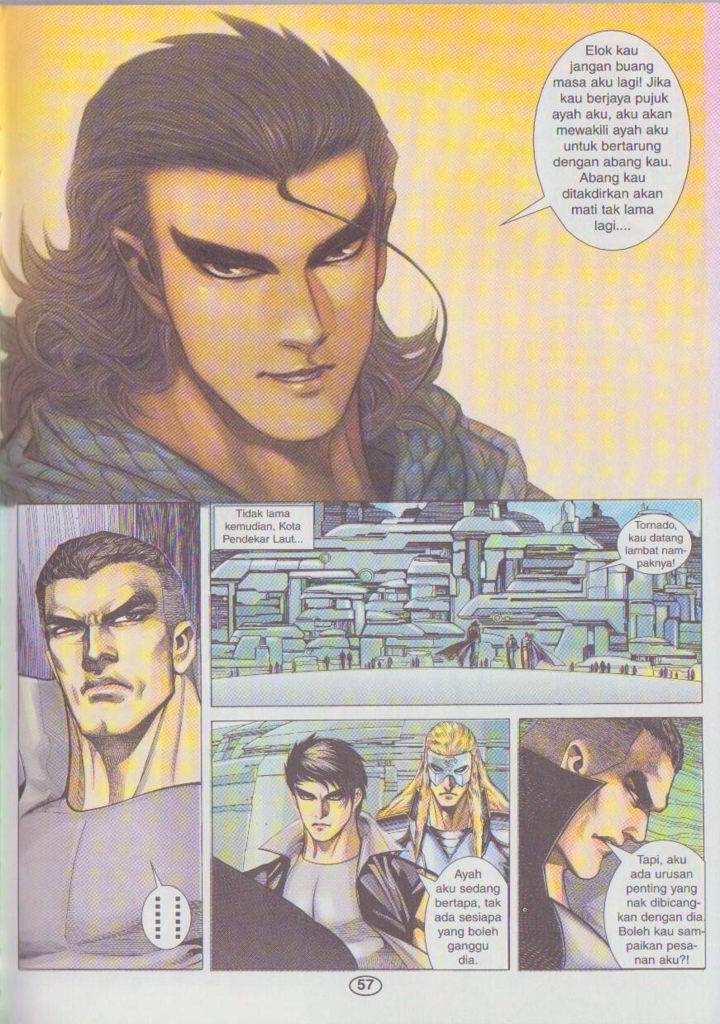 Elok kau
jangan buang
masa aku lagi! Jika
kau berjaya pujuk
ayah aku, aku akan
mewakili ayah aku
untuk bertarung
dengan abang kau.
Abang kau
ditakdirkan akan
mati tak lama
lagi....
Tidak lama
kemudian, Kota
Pendekar Laut...
Tornado,
kau datang
lambat nam-
paknya!
Ayah
aku sedang
bertapa, tak
ada sesiapa
yang boleh
ganggu
dia.
Tapi, aku
ada urusan
penting yang
nak dibicang-
kan dengan dia.
Boleh kau sam-
paikan pesa-
nan aku?!
57